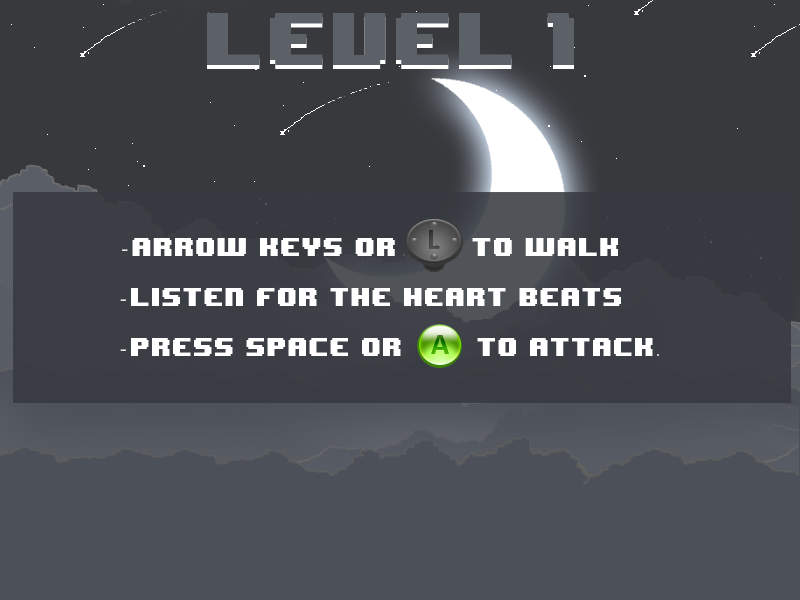 LEVEL 1
-ARROW KEYS OR L TO WALK
-LISTEN FOR THE HEART BEATS
-PRESS SPACE OR A TO ATTACK.